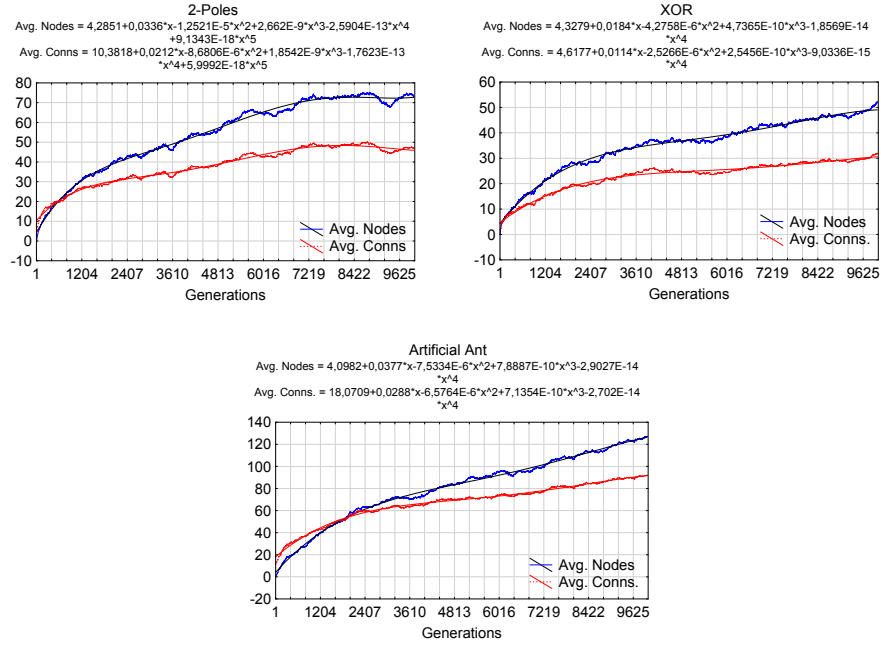 2-Poles
Avg. Nodes = 4,2851+0,0336*x-1,2521E-5*x^2+2,662E-9*x^3-2,5904E-13*x^4
+9,1343E-18*x^5
Avg. Conns = 10,3818+0,0212*x-8,6806E-6*x^2+1,8542E-9*x^3-1,7623E-13
*x^4+5,9992E-18*x^5
80
70
60
50
40
30
20
10
0
-10
Avg. Nodes
Avg. Conns
1 1204 2407 3610 4813 6016 7219 8422 9625
Generations
XOR
Avg. Nodes = 4,3279+0,0184*x-4,2758E-6*x^2+4,7365E-10*x^3-1,8569E-14
*x^4
Avg. Conns. = 4,6177+0,0114*x-2,5266E-6*x^2+2,5456E-10*x^3-9,0336E-15
*x^4
60
50
40
30
20
10
0
-10
Avg. Nodes
Avg. Conns.
1 1204 2407 3610 4813 6016 7219 8422 9625
Generations
Artificial Ant
Avg. Nodes = 4,0982+0,0377*x-7,5334E-6*x^2+7,8887E-10*x^3-2,9027E-14
*x^4
Avg. Conns. = 18,0709+0,0288*x-6,5764E-6*x^2+7,1354E-10*x^3-2,702E-14
*x^4
140
120
100
80
60
40
20
0
-20
Avg. Nodes
Avg. Conns.
1 1204 2407 3610 4813 6016 7219 8422 9625
Generations